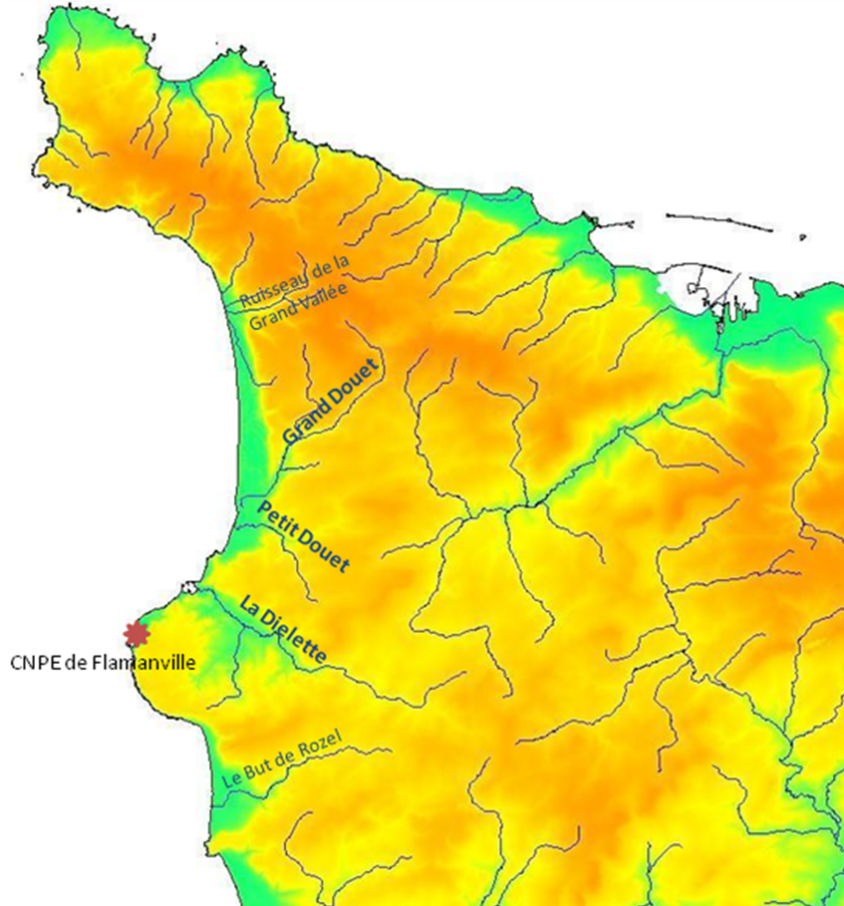 Ruisseau de la
Grand Vallée
Grand Douet
Petit Douet
La Dielette
CNPE de Flamanville
Le But de Rozel